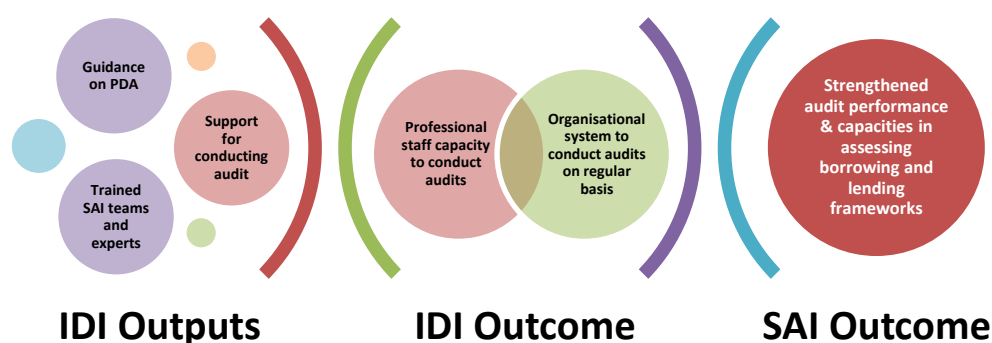 Guidance
on PDA
Support
for
conducting
audit
Trained
SAI teams
and
experts
IDI Outputs
Professional
staff capacity
to conduct
audits
Organisational
system to
conduct audits
on regular
basis
IDI Outcome
Strengthened
audit performance
& capacities in
assessing
borrowing and
lending
frameworks
SAI Outcome